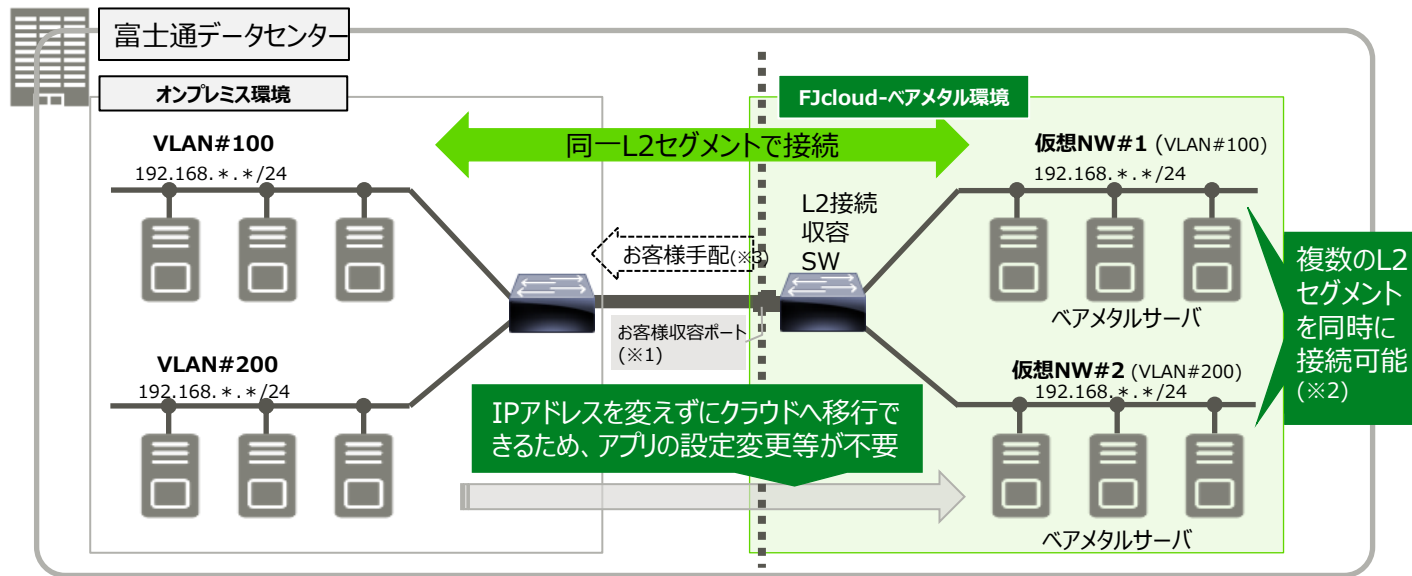 富士通データセンター
オンプレミス環境
FJcloud-ベアメタル環境
VLAN#100
192.168.＊.＊/24
同一L2セグメントで接続
仮想NW#1 (VLAN#100)
192.168.＊.＊/24
L2接続
収容
SW
お客様手配(※3)
お客様収容ポート
(※1)
ベアメタルサーバ
複数のL2
セグメント
を同時に
接続可能
(※2)
VLAN#200
192.168.＊.＊/24
仮想NW#2 (VLAN#200)
192.168.＊.＊/24
IPアドレスを変えずにクラウドへ移行で
きるため、アプリの設定変更等が不要
ベアメタルサーバ